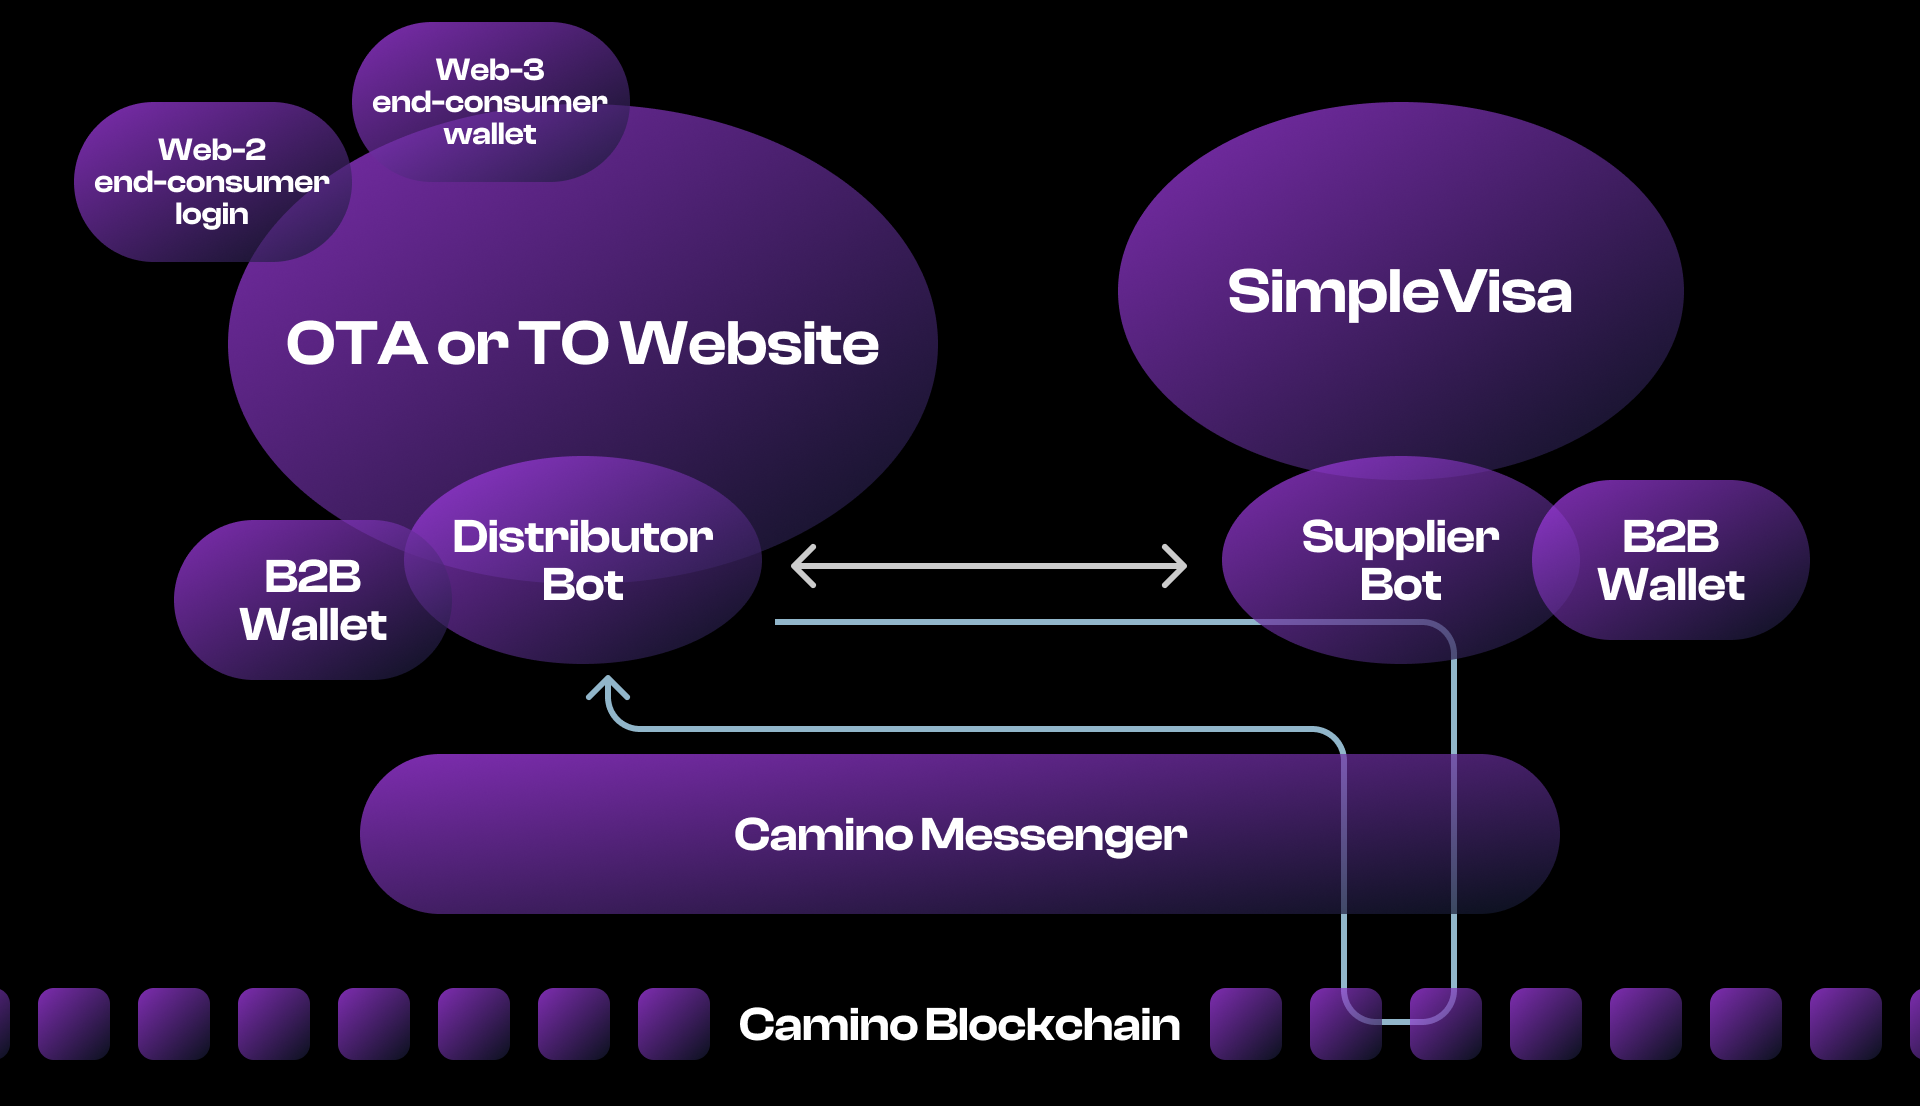 Web-3
end-consumer
wallet
Web-2
end-consumer
login
OTA or TO Website
SimpleVisa
Distributor
Bot
B2B
Wallet
Supplier
Bot
B2B
Wallet
Camino Messenger
Camino Blockchain